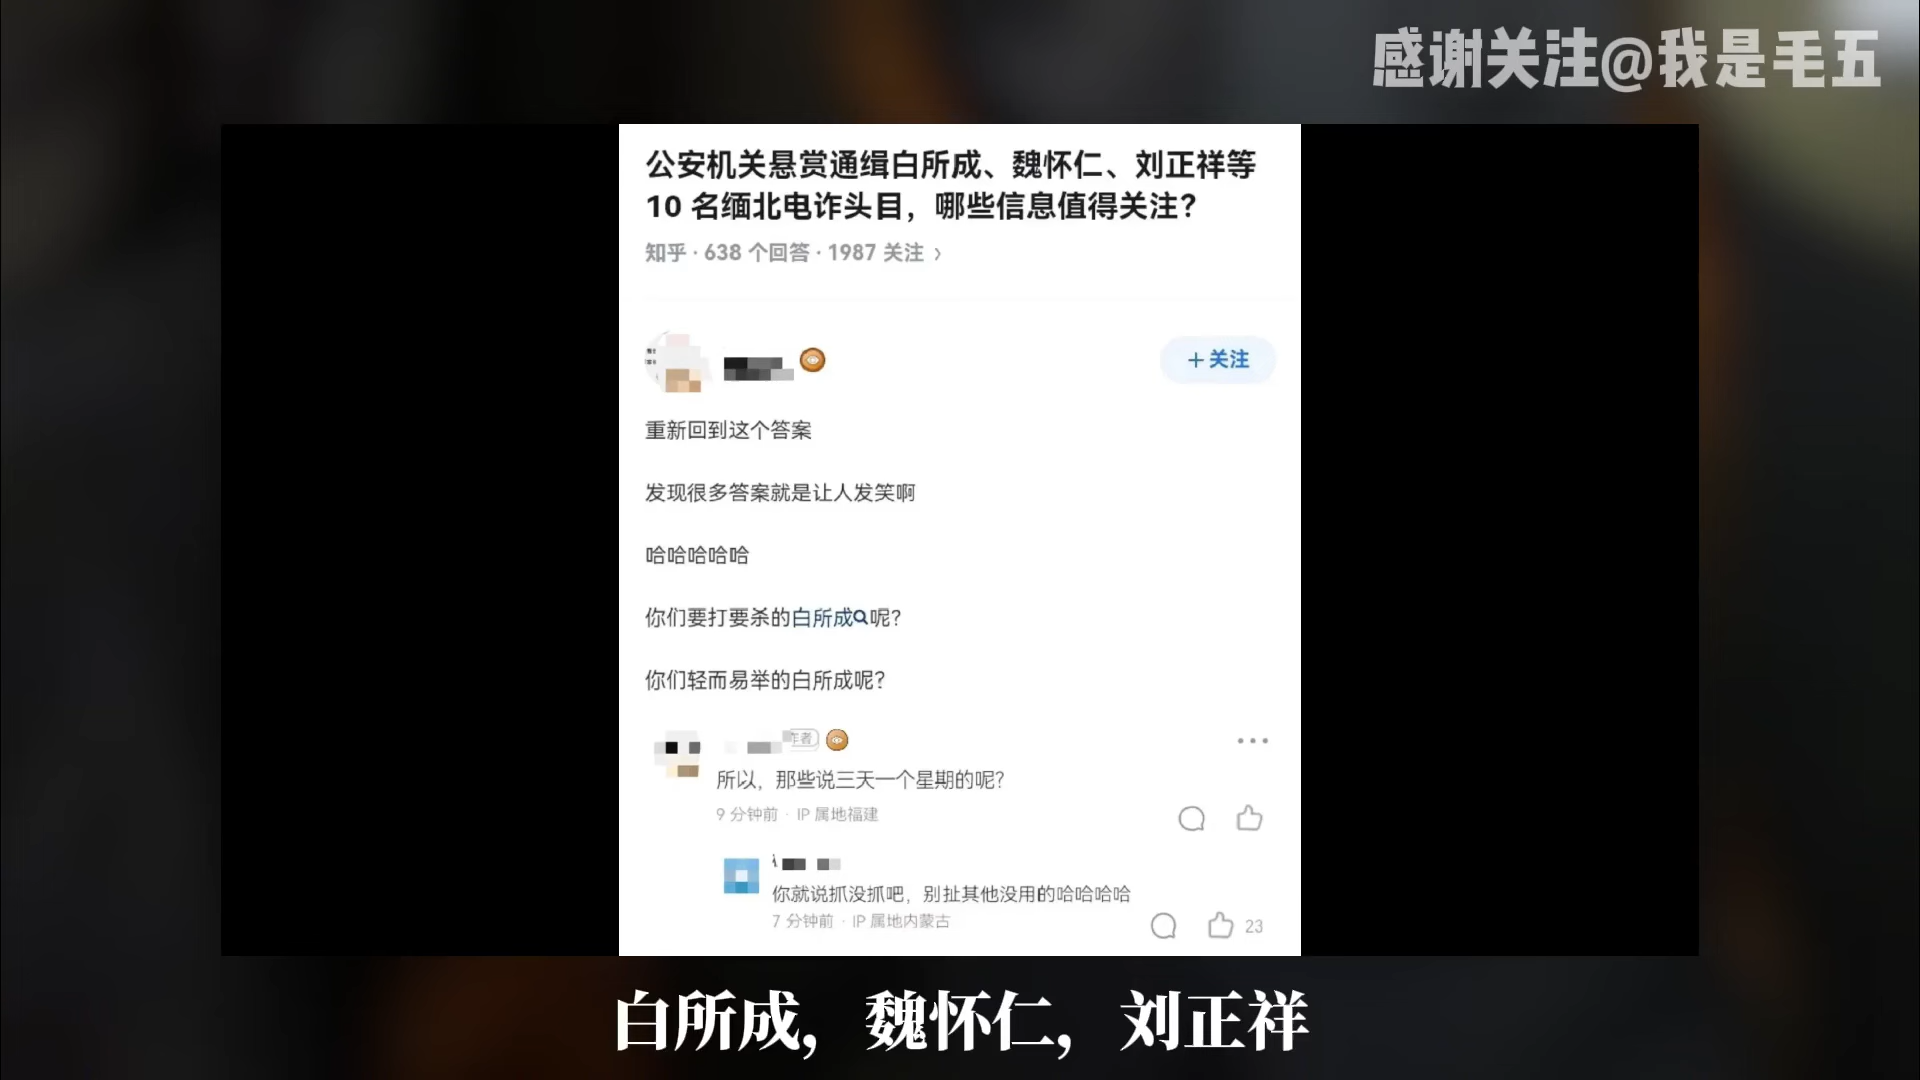 感谢关注@我是毛五
公安机关悬赏通缉白所成、魏怀仁、刘正祥等
10 名缅北电诈头目，哪些信息值得关注？
知乎 · 638 个回答 · 1987 关注 >
+ 关注
重新回到这个答案
发现很多答案就是让人发笑啊
哈哈哈哈哈
你们要打要杀的白所成呢？
你们轻而易举的白所成呢？
作者
所以，那些说三天一个星期的呢？
9 分钟前 · IP 属地福建
你就说抓没抓吧，别扯其他没用的哈哈哈哈
7 分钟前 · IP 属地内蒙古
23
白所成，魏怀仁，刘正祥